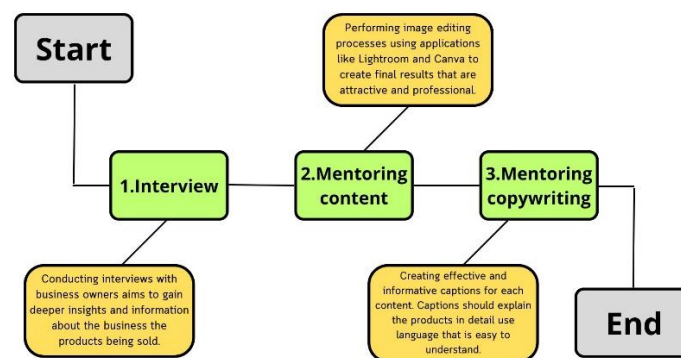 Start
Performing image editing
processes using applications
like Lightroom and Canva to
create final results that are
attractive and professional.
1.Interview
2.Mentoring
content
3.Mentoring
copywriting
Conducting interviews with
business owners aims to gain
deeper insights and information
about the business the
products being sold.
Creating effective and
informative captions for each
content. Captions should explain
the products in detail use
language that is easy to
understand.
End